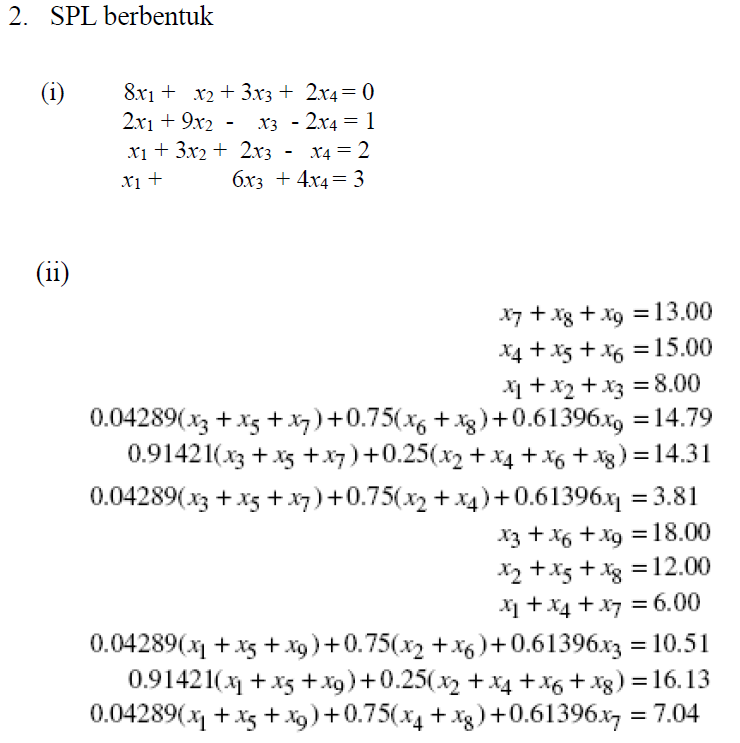 2. SPL berbentuk
(i) 8x₁ + x₂ + 3x₃ + 2x₄ = 0
2x₁ + 9x₂ - x₃ - 2x₄ = 1
x₁ + 3x₂ + 2x₃ - x₄ = 2
x₁ + 6x₃ + 4x₄ = 3
(ii)
x₇ + x₈ + x₉ = 13.00
x₄ + x₅ + x₆ = 15.00
x₁ + x₂ + x₃ = 8.00
0.04289(x₃ + x₅ + x₇) + 0.75(x₆ + x₈) + 0.61396x₉ = 14.79
0.91421(x₃ + x₅ + x₇) + 0.25(x₂ + x₄ + x₆ + x₈) = 14.31
0.04289(x₃ + x₅ + x₇) + 0.75(x₂ + x₄) + 0.61396x₁ = 3.81
x₃ + x₆ + x₉ = 18.00
x₂ + x₅ + x₈ = 12.00
x₁ + x₄ + x₇ = 6.00
0.04289(x₁ + x₅ + x₉) + 0.75(x₂ + x₆) + 0.61396x₃ = 10.51
0.91421(x₁ + x₅ + x₉) + 0.25(x₂ + x₄ + x₆ + x₈) = 16.13
0.04289(x₁ + x₅ + x₉) + 0.75(x₄ + x₈) + 0.61396x₇ = 7.04